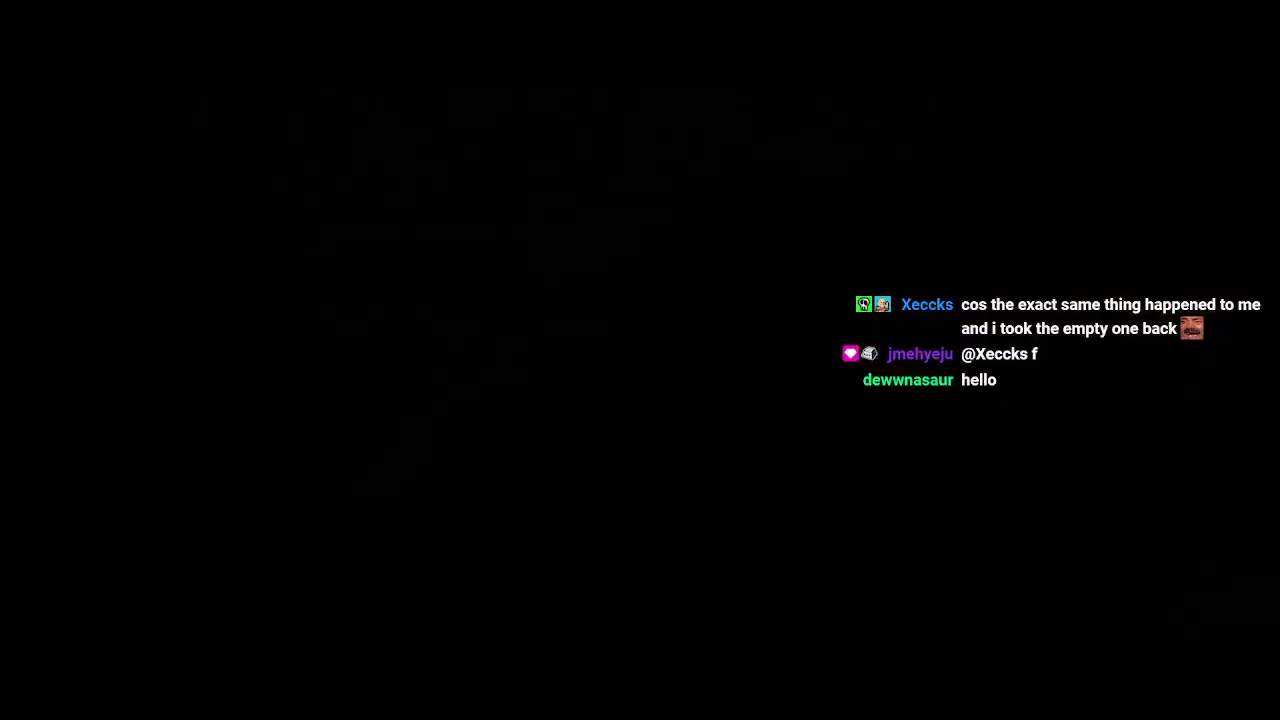 Xeccks cos the exact same thing happened to me
and i took the empty one back
jmehyeju @Xeccks f
dewwnasaur hello